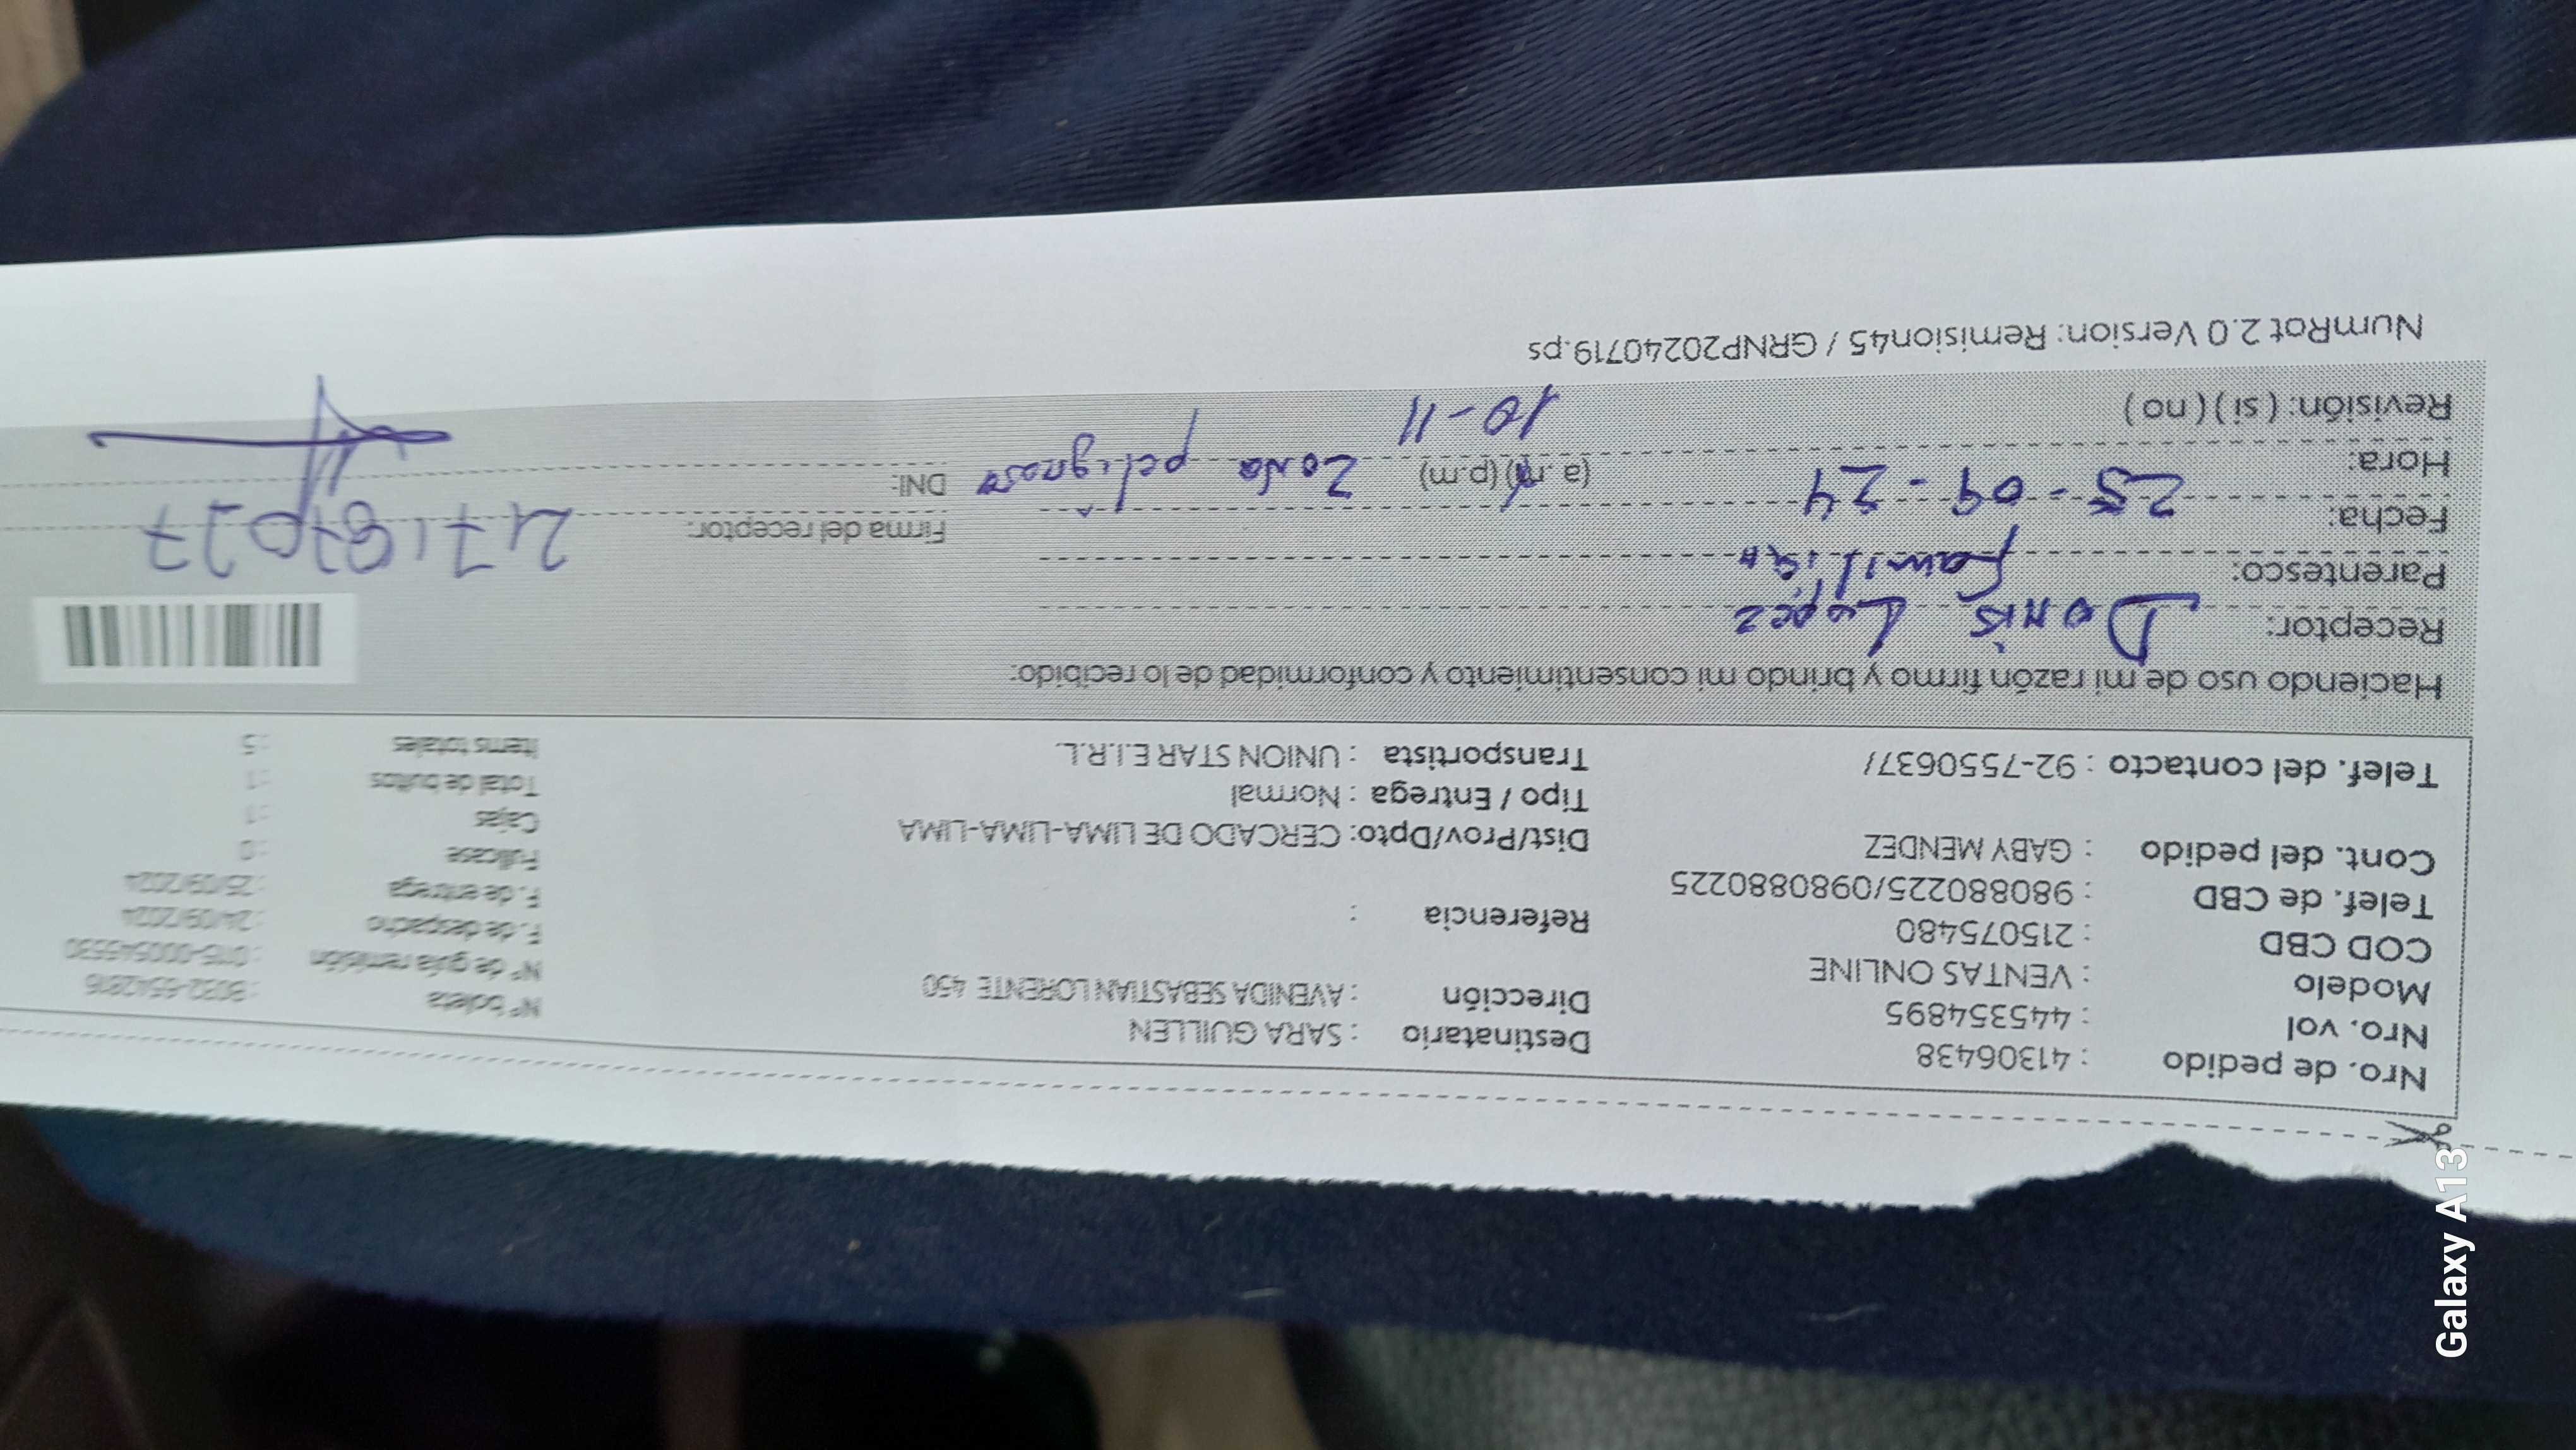 Nro. de pedido : 41306438
Nro. vol : 445354895
Modelo : VENTAS ONLINE
COD CBD : 215075480
Telef. de CBD : 980880225/0980880225
Cont. del pedido : GABY MENDEZ
Telef. del contacto : 92-7550637/
Destinatario : SARA GUILLEN
Dirección : AVENIDA SEBASTIAN LORENTE 450
Referencia :
Dist/Prov/Dpto: CERCADO DE LIMA-LIMA-LIMA
Tipo / Entrega : Normal
Transportista : UNION STAR E.I.R.L.
N° boleta
N° de guía remisión
F. de despacho : 24/09/2024
F. de entrega : 25/09/2024
Fullcase : 0
Cajas : 1
Total de bultos : 1
Items totales : 5
Haciendo uso de mi razón firmo y brindo mi consentimiento y conformidad de lo recibido:
Receptor: Lopez
Parentesco: familiar
Fecha: 25-09-24
Hora: (a.m) (p.m)
10-11
Zona peligrosa
Revisión: ( si ) ( no )
Firma del receptor:
DNI:
NumRot 2.0 Version: Remision45 / GRNP20240719.ps
Galaxy A13